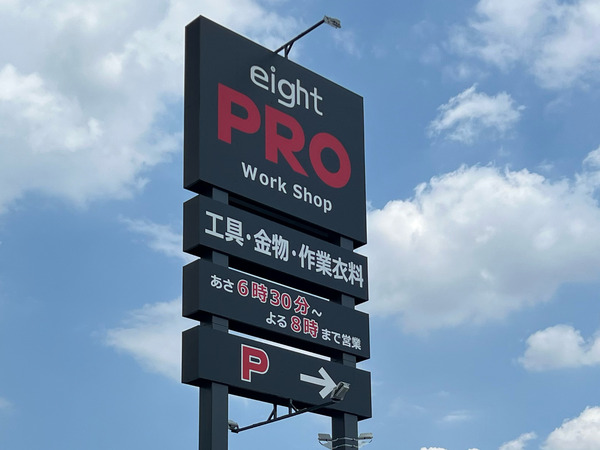 eight
PRO
Work Shop
工具・金物・作業衣料
あさ6時30分～
よる8時まで営業
P →